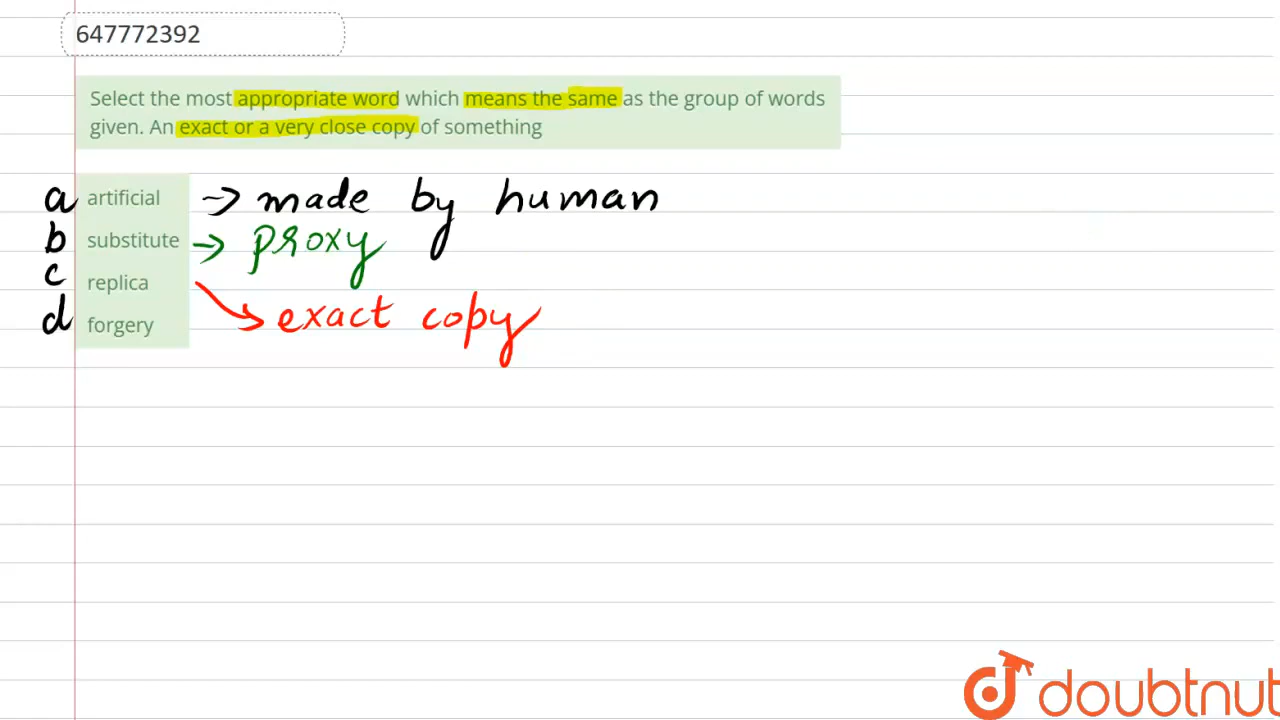 647772392
Select the most appropriate word which means the same as the group of words
given. An exact or a very close copy of something
a artificial → made by human
b substitute → proxy
c replica
d forgery → exact copy
doubtnut